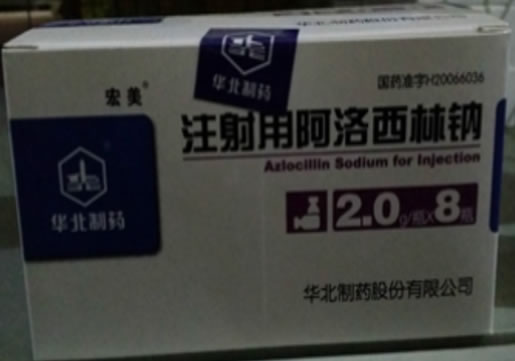 华北制药
国药准字H20066036
宏美®
注射用阿洛西林钠
Azlocillin Sodium for Injection
华北制药
2.0g/瓶X8瓶
华北制药股份有限公司